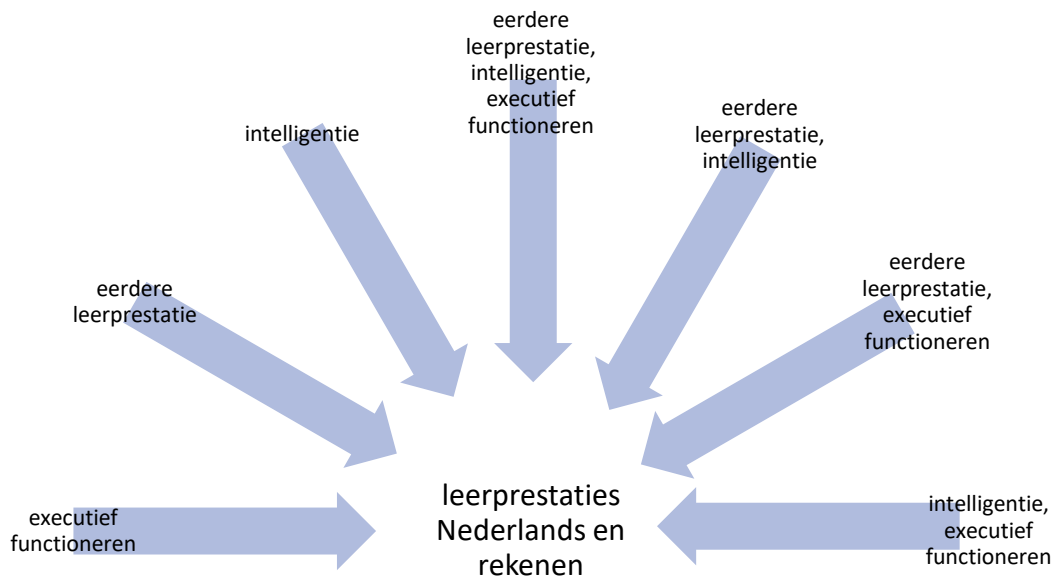 eerdere
leerprestatie,
intelligentie,
executief
functioneren
intelligentie
eerdere
leerprestatie,
intelligentie
eerdere
leerprestatie
eerdere
leerprestatie,
executief
functioneren
executief
functioneren
leerprestaties
Nederlands en
rekenen
intelligentie,
executief
functioneren